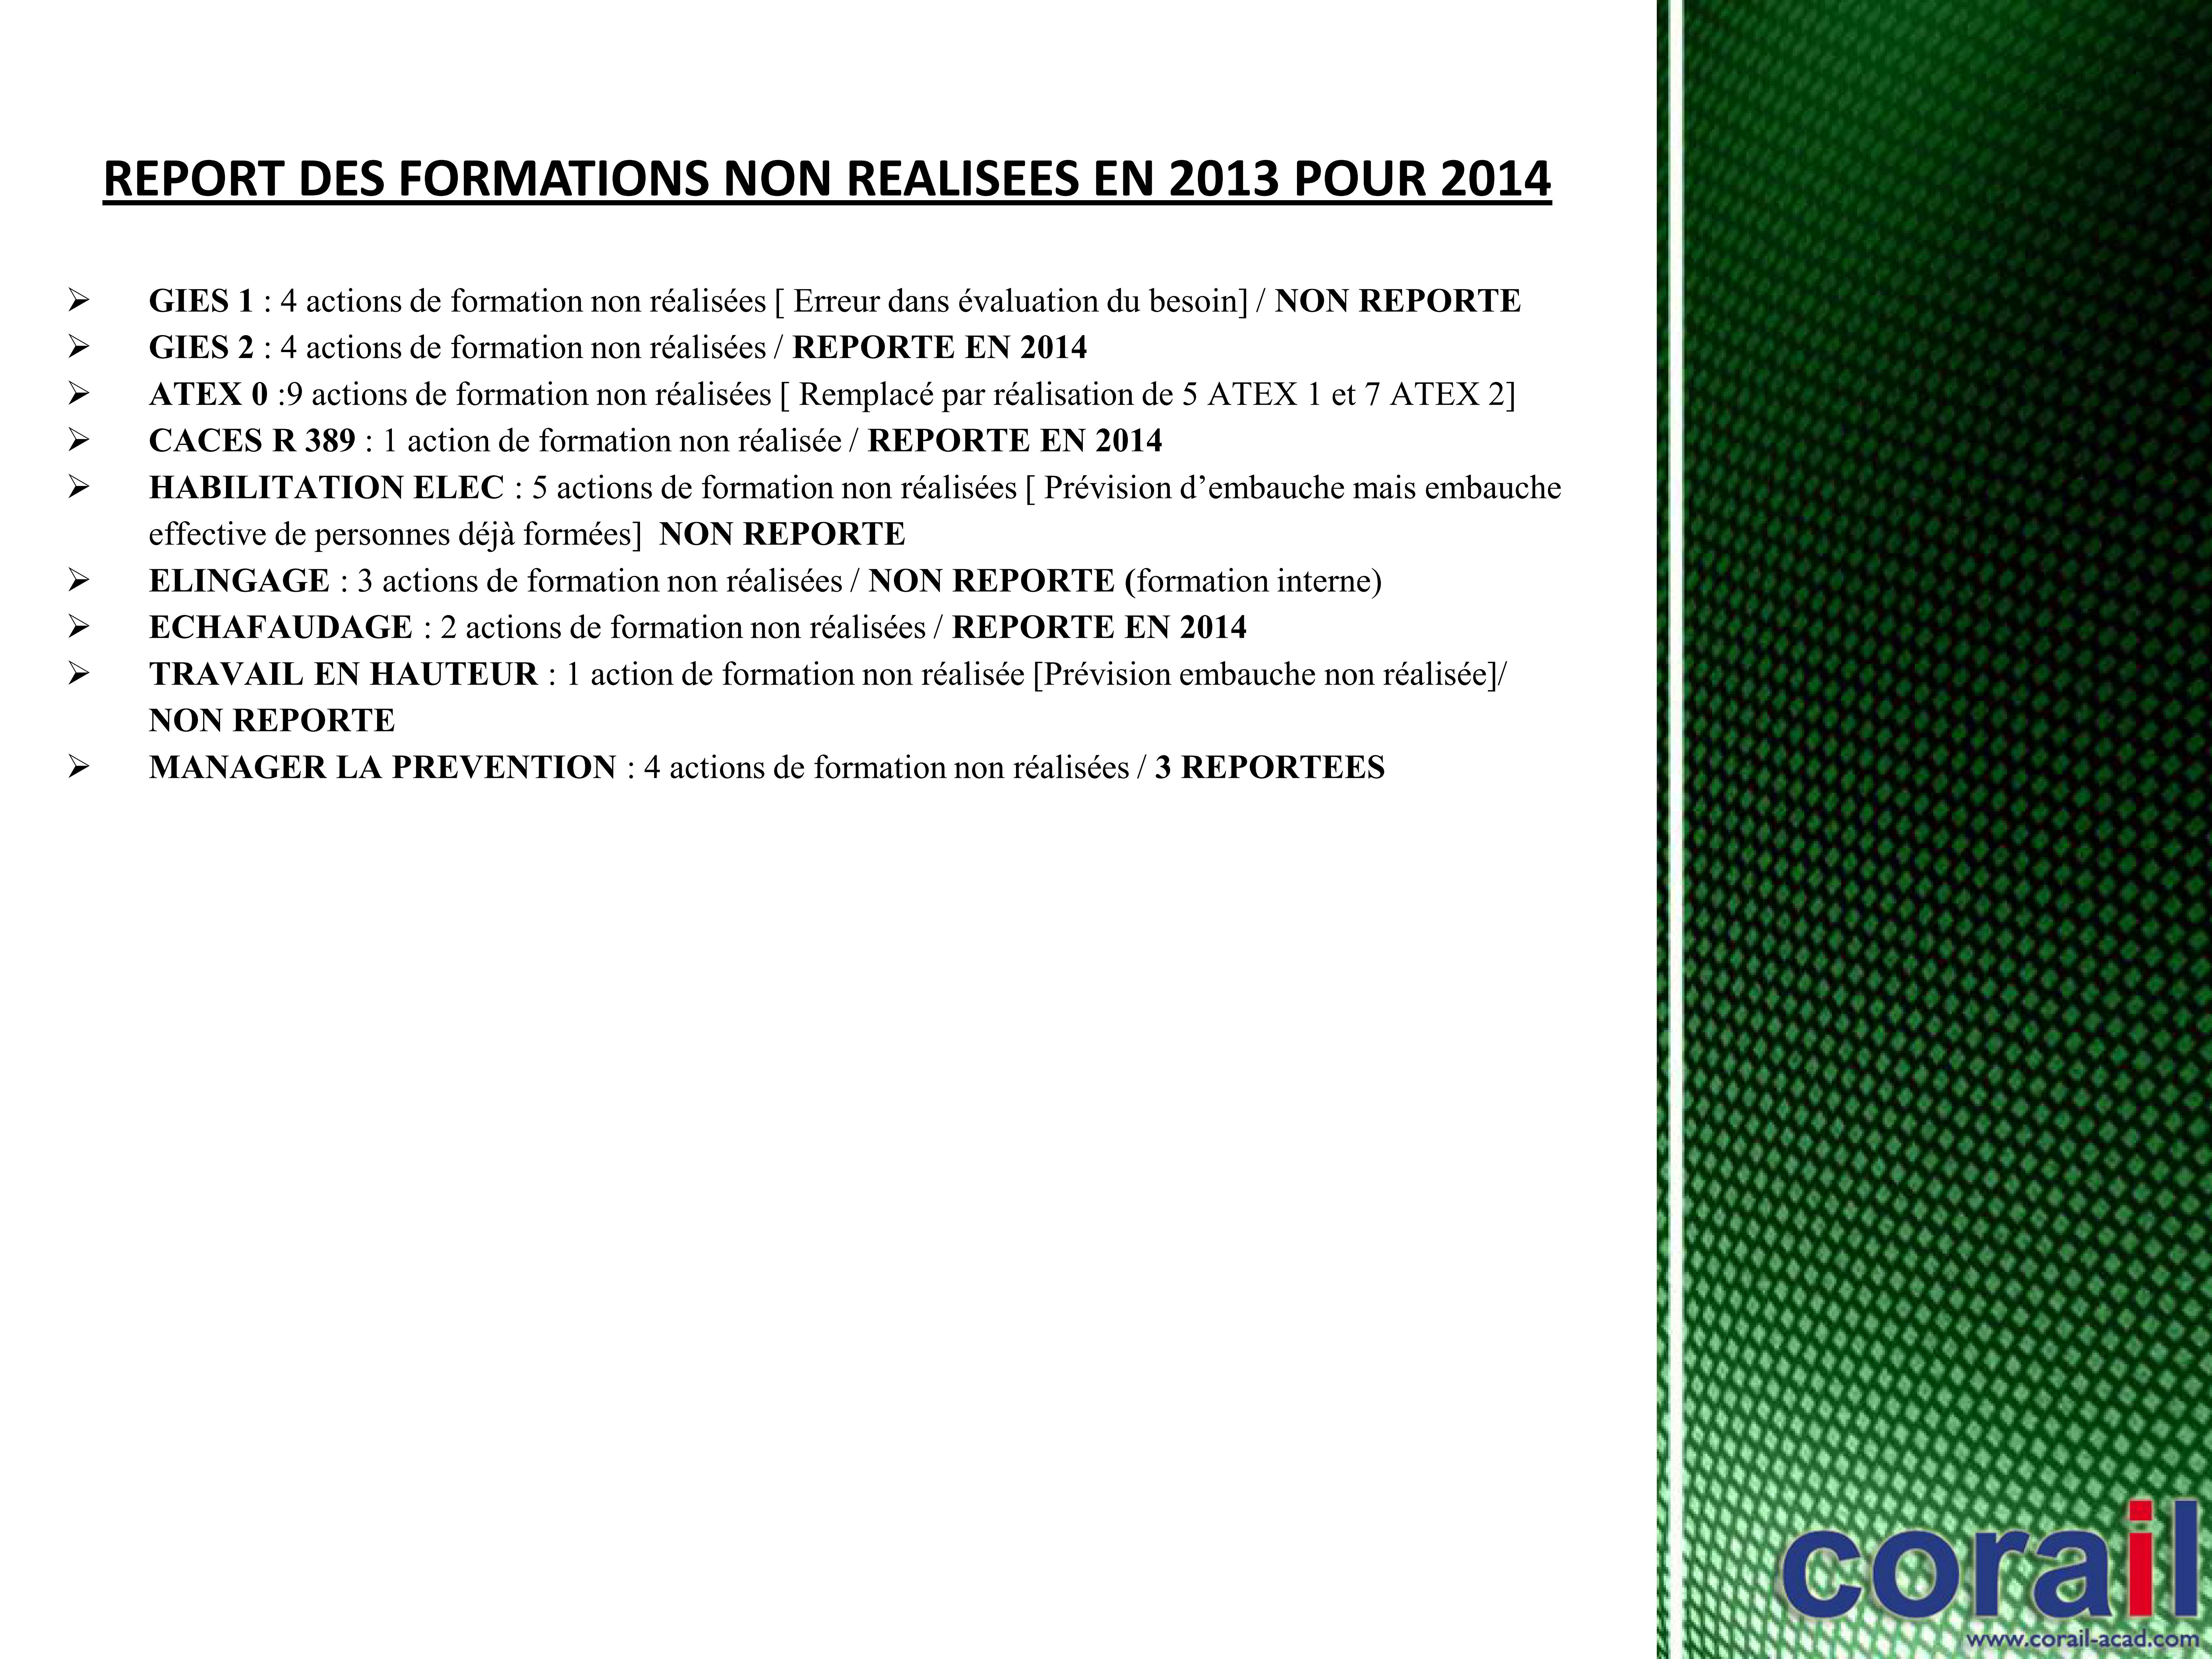 REPORT DES FORMATIONS NON REALISEES EN 2013 POUR 2014
➢ GIES 1 : 4 actions de formation non réalisées [ Erreur dans évaluation du besoin] / NON REPORTE
➢ GIES 2 : 4 actions de formation non réalisées / REPORTE EN 2014
➢ ATEX 0 :9 actions de formation non réalisées [ Remplacé par réalisation de 5 ATEX 1 et 7 ATEX 2]
➢ CACES R 389 : 1 action de formation non réalisée / REPORTE EN 2014
➢ HABILITATION ELEC : 5 actions de formation non réalisées [ Prévision d’embauche mais embauche
effective de personnes déjà formées]  NON REPORTE
➢ ELINGAGE : 3 actions de formation non réalisées / NON REPORTE (formation interne)
➢ ECHAFAUDAGE : 2 actions de formation non réalisées / REPORTE EN 2014
➢ TRAVAIL EN HAUTEUR : 1 action de formation non réalisée [Prévision embauche non réalisée]/
NON REPORTE
➢ MANAGER LA PREVENTION : 4 actions de formation non réalisées / 3 REPORTEES
corail
www.corail-acad.com